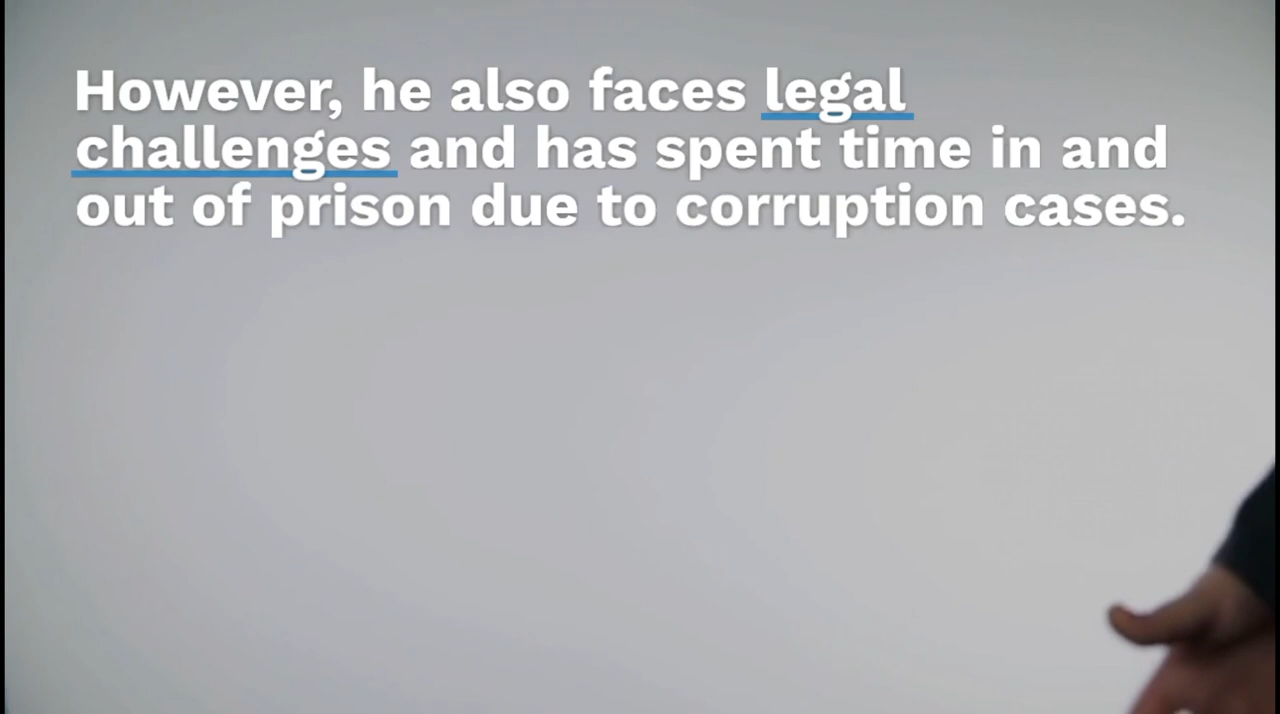 However, he also faces legal
challenges and has spent time in and
out of prison due to corruption cases.